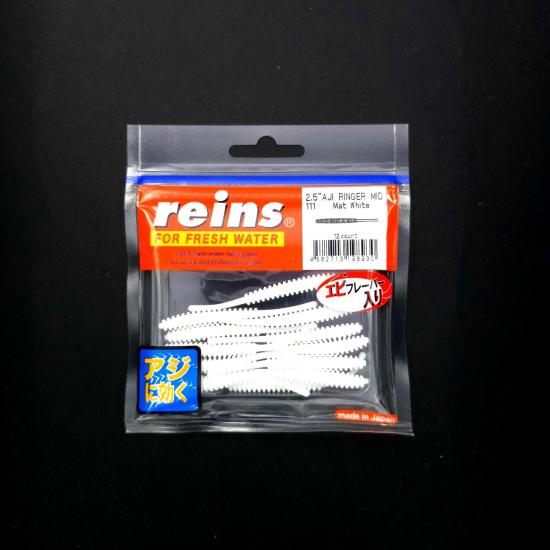 reins®
FOR FRESH WATER
2.5"AJI RINGER MID
111 Mat White
12 count
エビフレーバー
入り
アジ
に効く
made in Japan